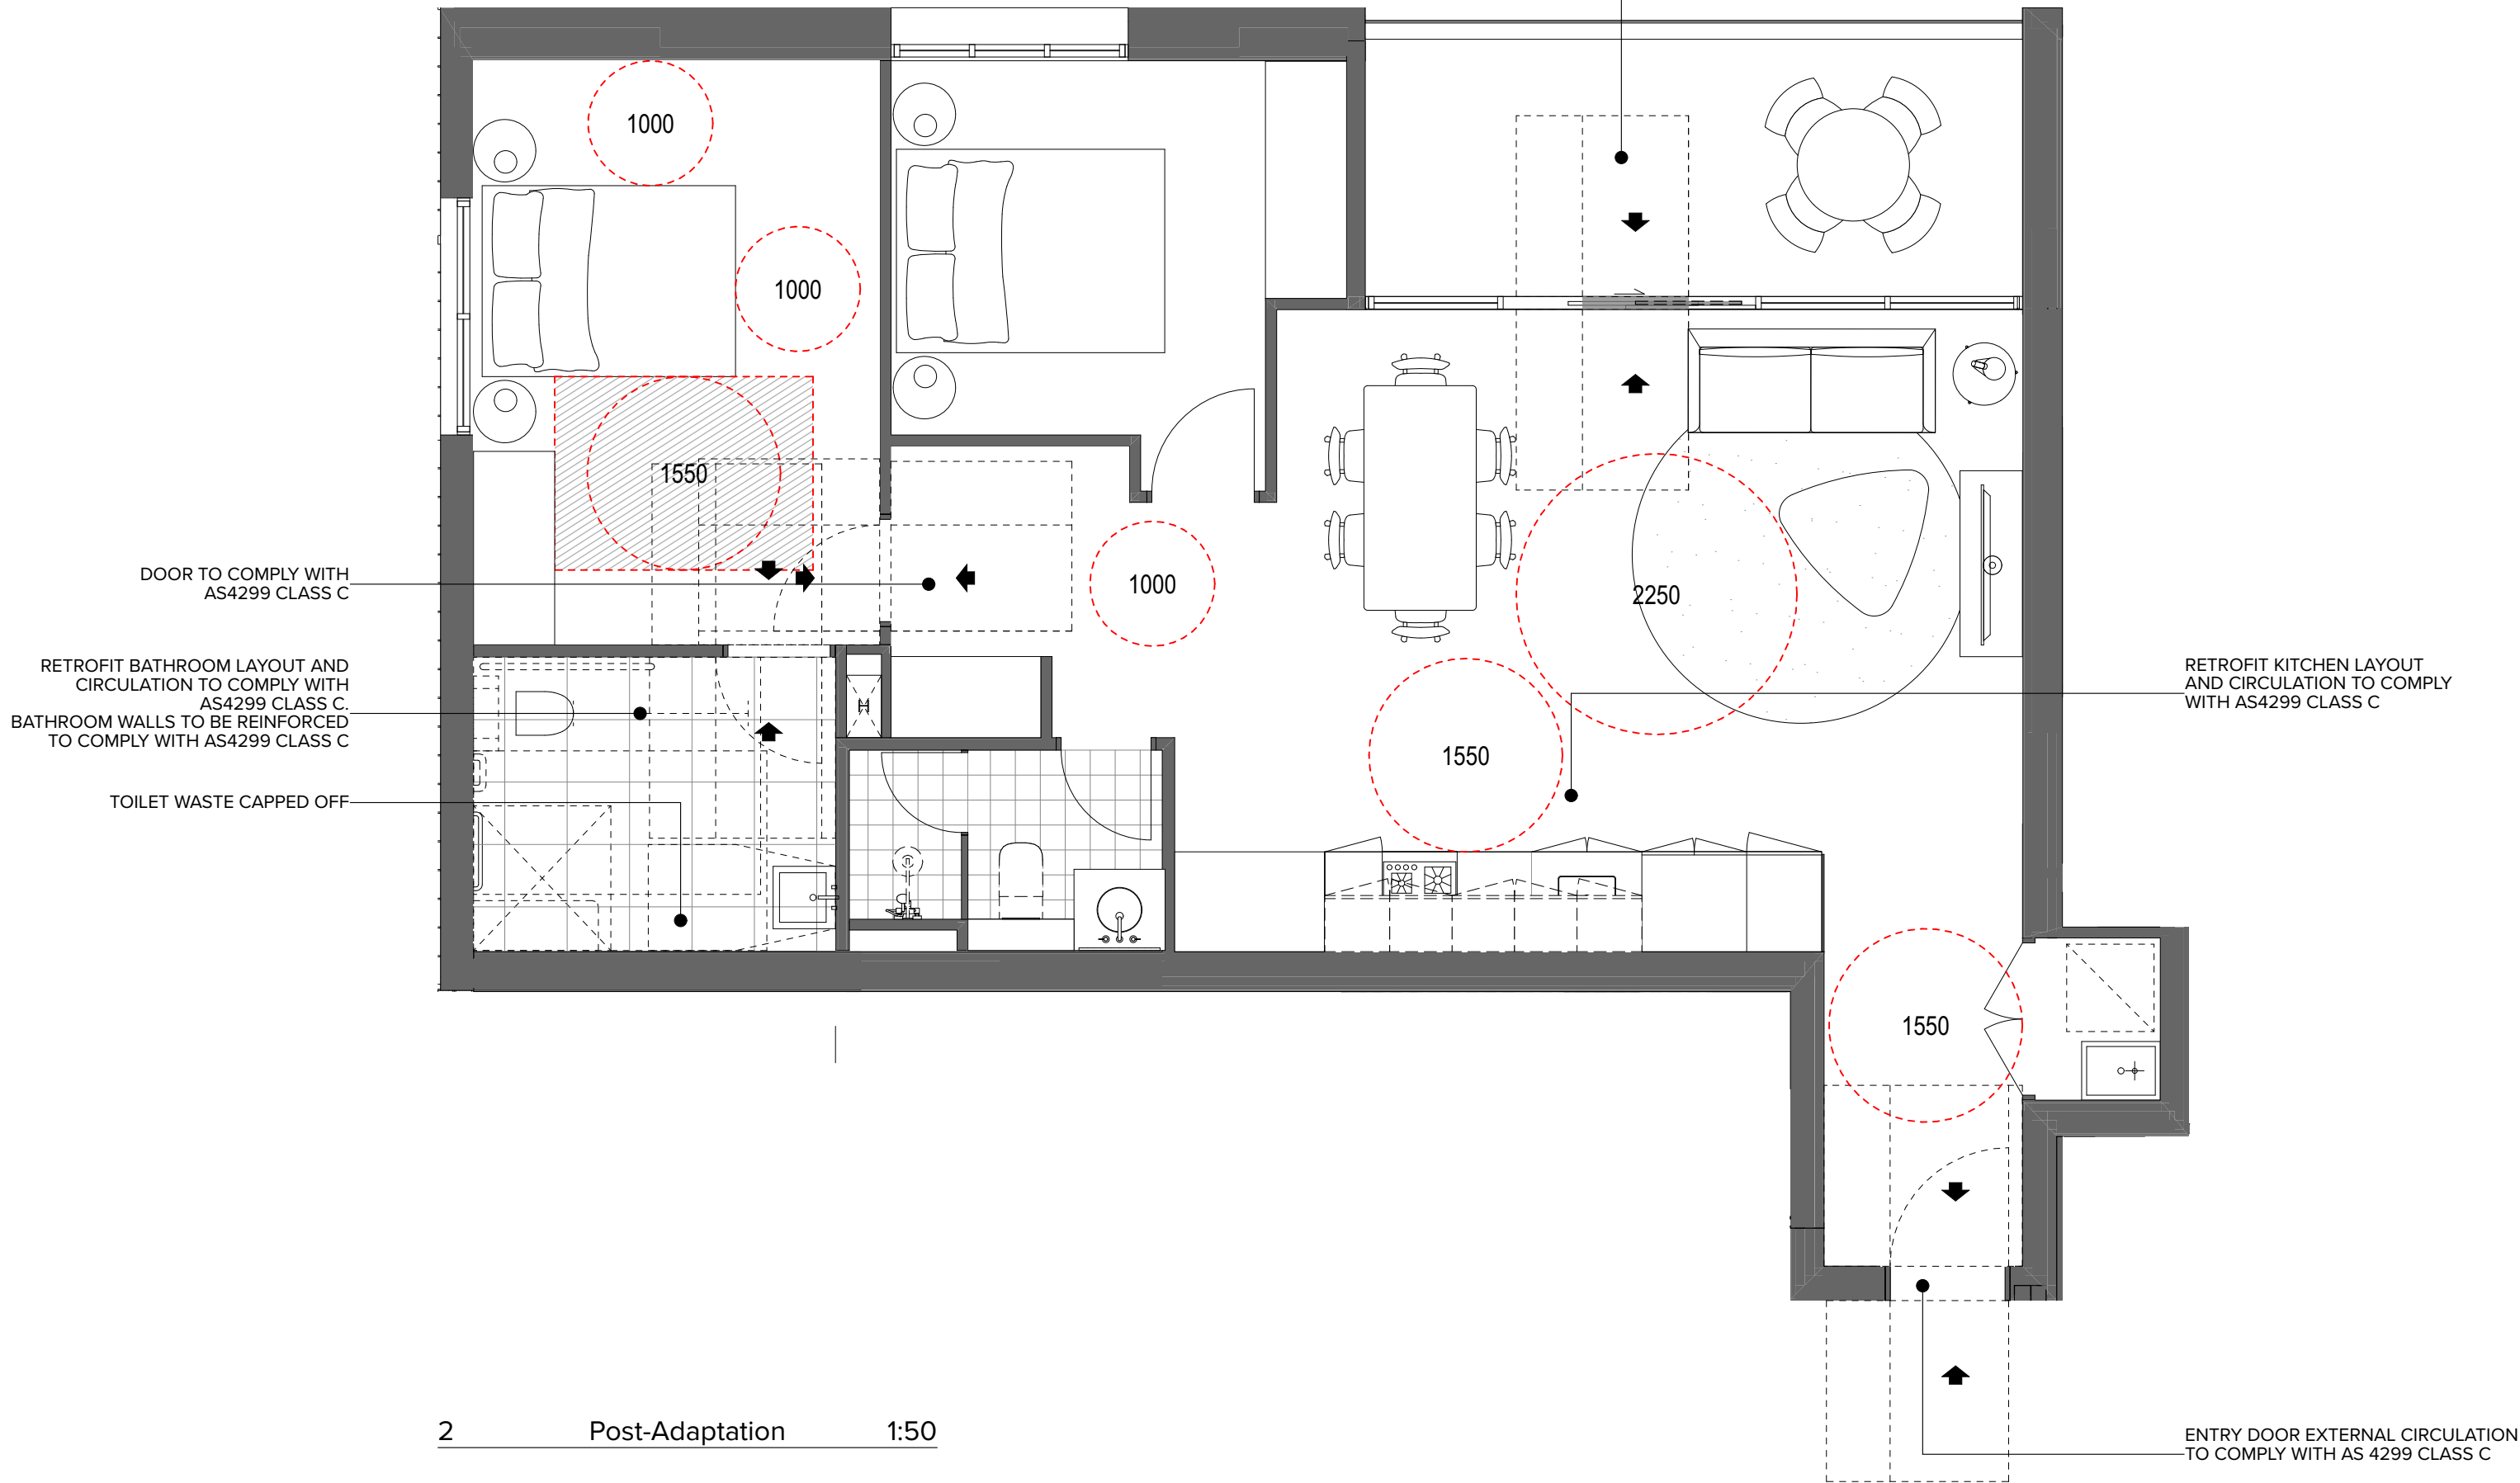 1000
1000
1550
DOOR TO COMPLY WITH
AS4299 CLASS C
1000
2250
RETROFIT BATHROOM LAYOUT AND
CIRCULATION TO COMPLY WITH
AS4299 CLASS C.
BATHROOM WALLS TO BE REINFORCED
TO COMPLY WITH AS4299 CLASS C
RETROFIT KITCHEN LAYOUT
AND CIRCULATION TO COMPLY
WITH AS4299 CLASS C
1550
TOILET WASTE CAPPED OFF
1550
2 Post-Adaptation 1:50
ENTRY DOOR EXTERNAL CIRCULATION
TO COMPLY WITH AS 4299 CLASS C